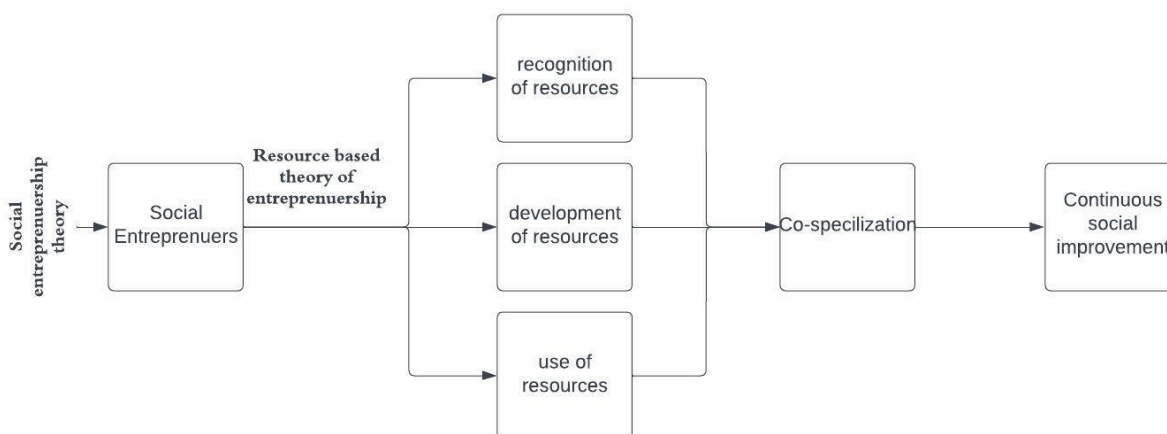 Social
entreprenuership
theory
Social
Entreprenuers
Resource based
theory of
entreprenuership
recognition
of resources
development
of resources
use of
resources
Co-specilization
Continuous
social
improvement